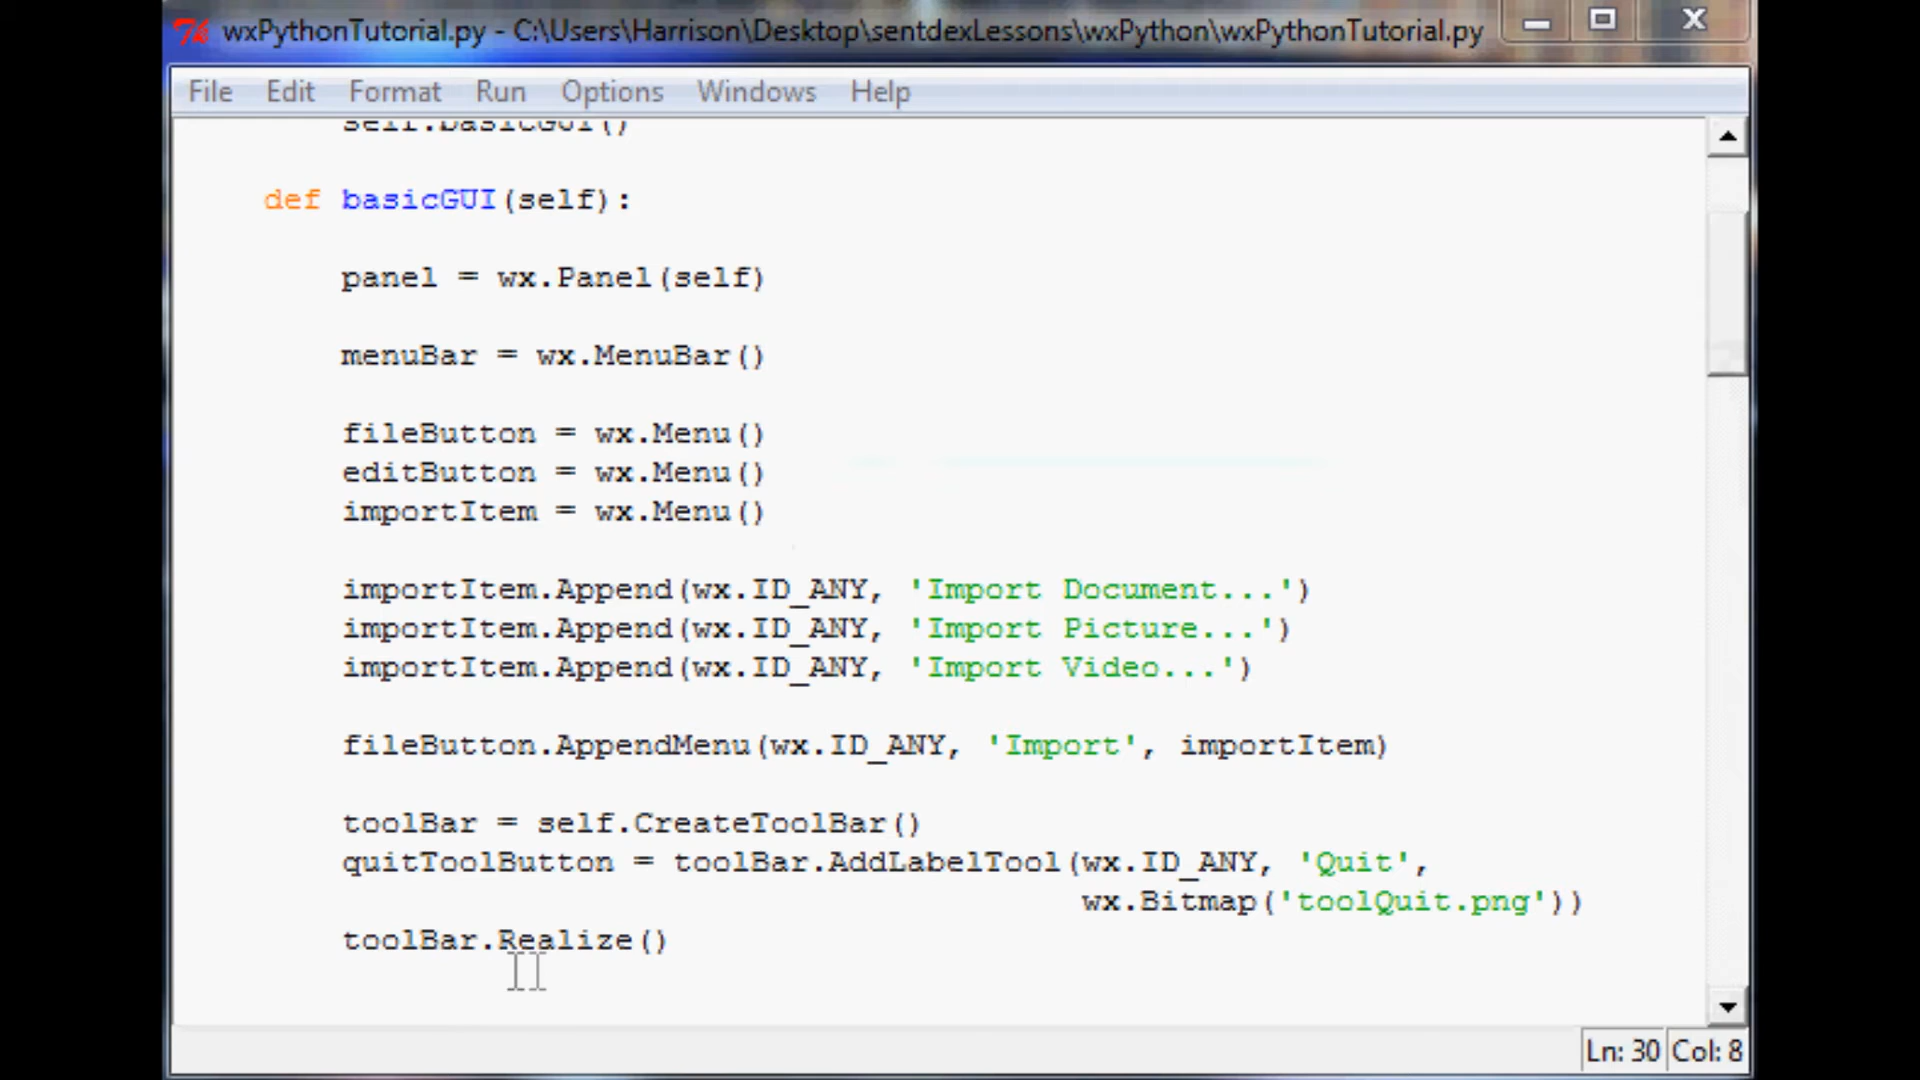 wxPythonTutorial.py - C:\Users\Harrison\Desktop\sentdexLessons\wxPython\wxPythonTutorial.py
File Edit Format Run Options Windows Help
self.basicGUI()
def basicGUI(self):
panel = wx.Panel(self)
menuBar = wx.MenuBar()
fileButton = wx.Menu()
editButton = wx.Menu()
importItem = wx.Menu()
importItem.Append(wx.ID_ANY, 'Import Document...')
importItem.Append(wx.ID_ANY, 'Import Picture...')
importItem.Append(wx.ID_ANY, 'Import Video...')
fileButton.AppendMenu(wx.ID_ANY, 'Import', importItem)
toolBar = self.CreateToolBar()
quitToolButton = toolBar.AddLabelTool(wx.ID_ANY, 'Quit',
wx.Bitmap('toolQuit.png'))
toolBar.Realize()
Ln: 30 Col: 8